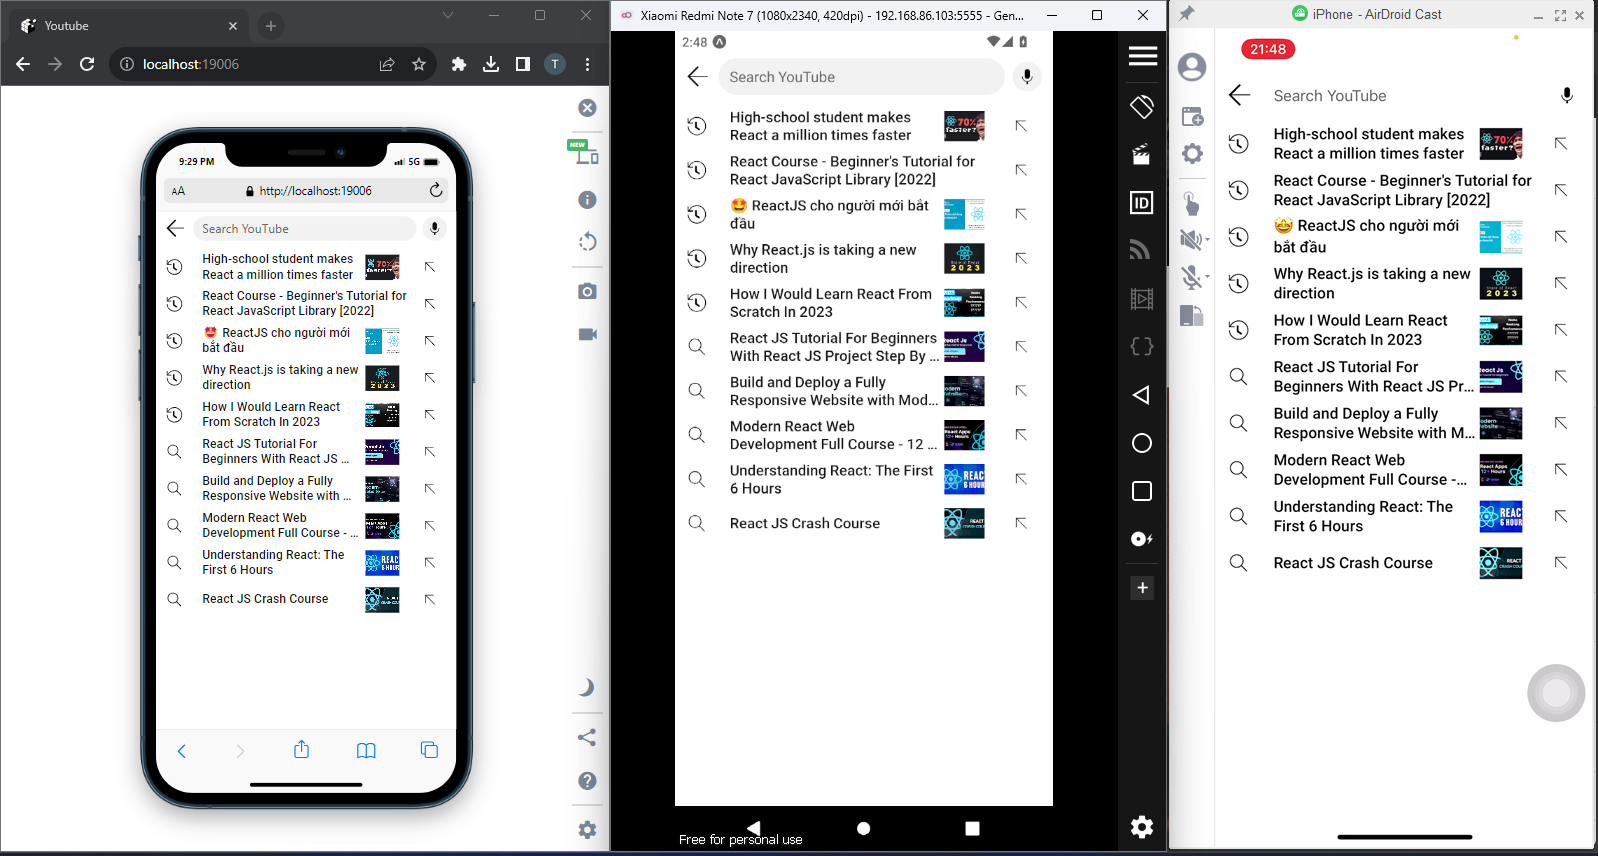 Youtube
localhost:19006
T
NEW
9:29 PM
5G
AA
http://localhost:19006
Search YouTube
High-school student makes
React a million times faster
React Course - Beginner's Tutorial for
React JavaScript Library [2022]
🤩 ReactJS cho người mới
bắt đầu
Why React.js is taking a new
direction
How I Would Learn React
From Scratch In 2023
React JS Tutorial For
Beginners With React JS ...
Build and Deploy a Fully
Responsive Website with ...
Modern React Web
Development Full Course - ...
Understanding React: The
First 6 Hours
React JS Crash Course
Xiaomi Redmi Note 7 (1080x2340, 420dpi) - 192.168.86.103:5555 - Gen...
2:48
Search YouTube
High-school student makes
React a million times faster
70%
faster?
React Course - Beginner's Tutorial for
React JavaScript Library [2022]
🤩 ReactJS cho người mới bắt
đầu
Why React.js is taking a new
direction
2023
How I Would Learn React From
Scratch In 2023
React JS Tutorial For Beginners
With React JS Project Step By ...
Build and Deploy a Fully
Responsive Website with Mod...
Modern React Web
Development Full Course - 12 ...
Understanding React: The First
6 Hours
React JS Crash Course
ID
Free for personal use
iPhone - AirDroid Cast
21:48
Search YouTube
High-school student makes
React a million times faster
70%
faster?
React Course - Beginner's Tutorial for
React JavaScript Library [2022]
🤩 ReactJS cho người mới
bắt đầu
Why React.js is taking a new
direction
2023
How I Would Learn React
From Scratch In 2023
React JS Tutorial For
Beginners With React JS Pr...
Build and Deploy a Fully
Responsive Website with M...
Modern React Web
Development Full Course -...
Understanding React: The
First 6 Hours
React JS Crash Course